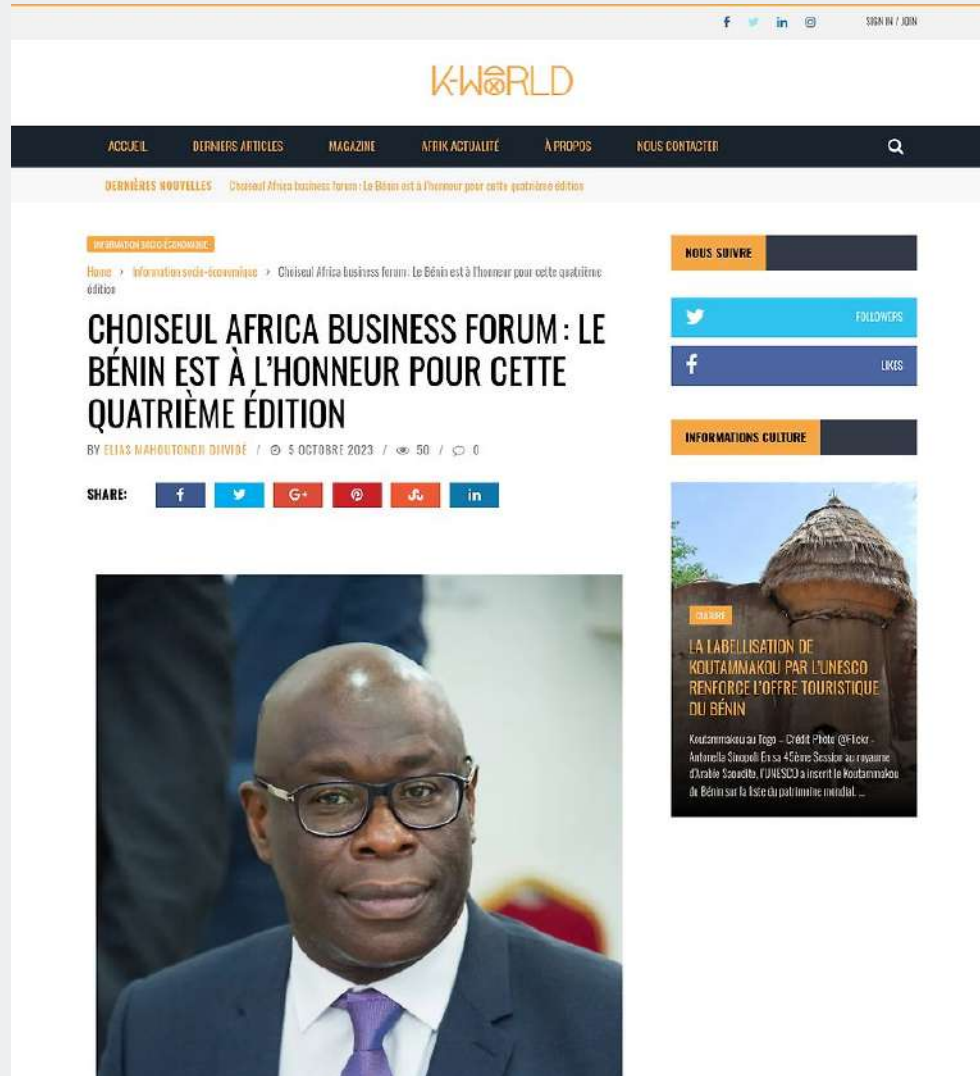 SIGN IN / JOIN
K-WORLD
ACCUEIL DERNIERS ARTICLES MAGAZINE AFRIK ACTUALITÉ À PROPOS NOUS CONTACTER
DERNIÈRES NOUVELLES Choiseul Africa business forum : Le Bénin est à l'honneur pour cette quatrième édition
INFORMATION SOCIO-ÉCONOMIQUE
Home > Information socio-économique > Choiseul Africa business forum : Le Bénin est à l'honneur pour cette quatrième
édition
CHOISEUL AFRICA BUSINESS FORUM : LE
BÉNIN EST À L'HONNEUR POUR CETTE
QUATRIÈME ÉDITION
BY ELIAS MAHOUTONDJI DJIVIDÉ / 5 OCTOBRE 2023 / 50 / 0
SHARE:
NOUS SUIVRE
FOLLOWERS
LIKES
INFORMATIONS CULTURE
CULTURE
LA LABELLISATION DE
KOUTAMMAKOU PAR L'UNESCO
RENFORCE L'OFFRE TOURISTIQUE
DU BÉNIN
Koutammakou au Togo – Crédit Photo @Flickr -
Antonella Sinopoli En sa 45ème Session au royaume
d'Arabie Saoudite, l'UNESCO a inscrit le Koutammakou
de Bénin sur la liste du patrimoine mondial. ...